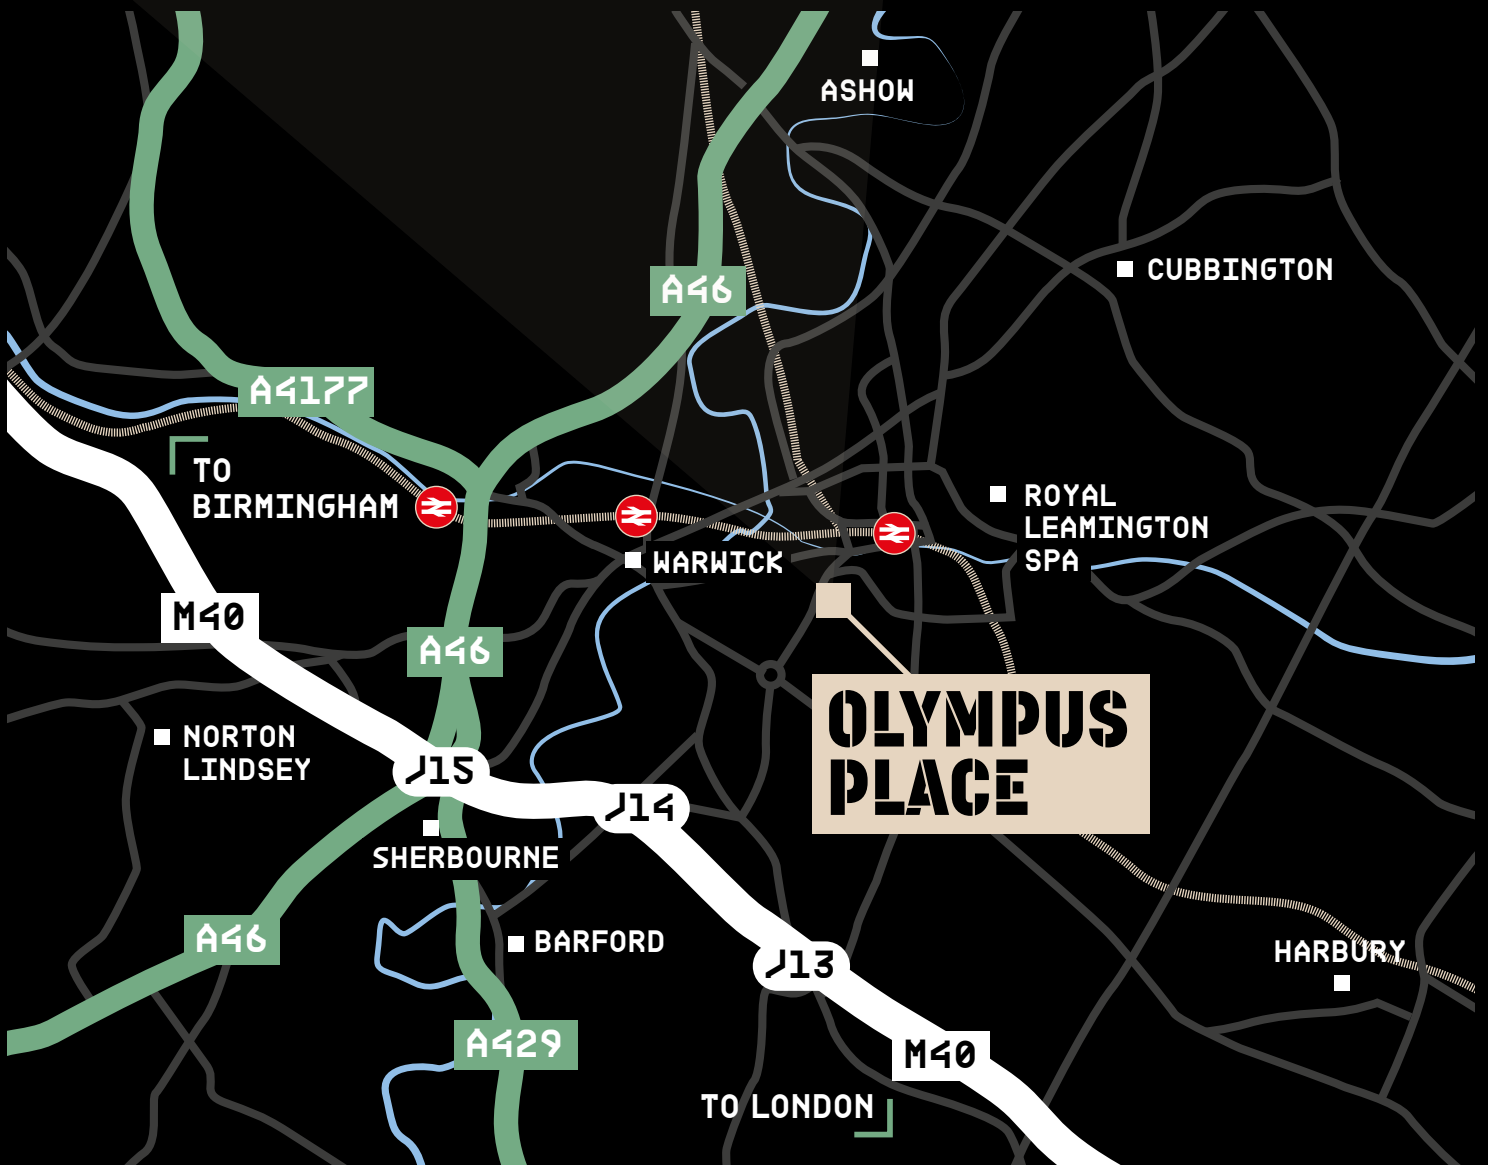 ASHOW
CUBBINGTON
A46
A4177
TO
BIRMINGHAM
ROYAL
LEAMINGTON
SPA
WARWICK
M40
A46
OLYMPUS
PLACE
NORTON
LINDSEY
J15
J14
SHERBOURNE
A46
BARFORD
J13
HARBURY
A429
M40
TO LONDON